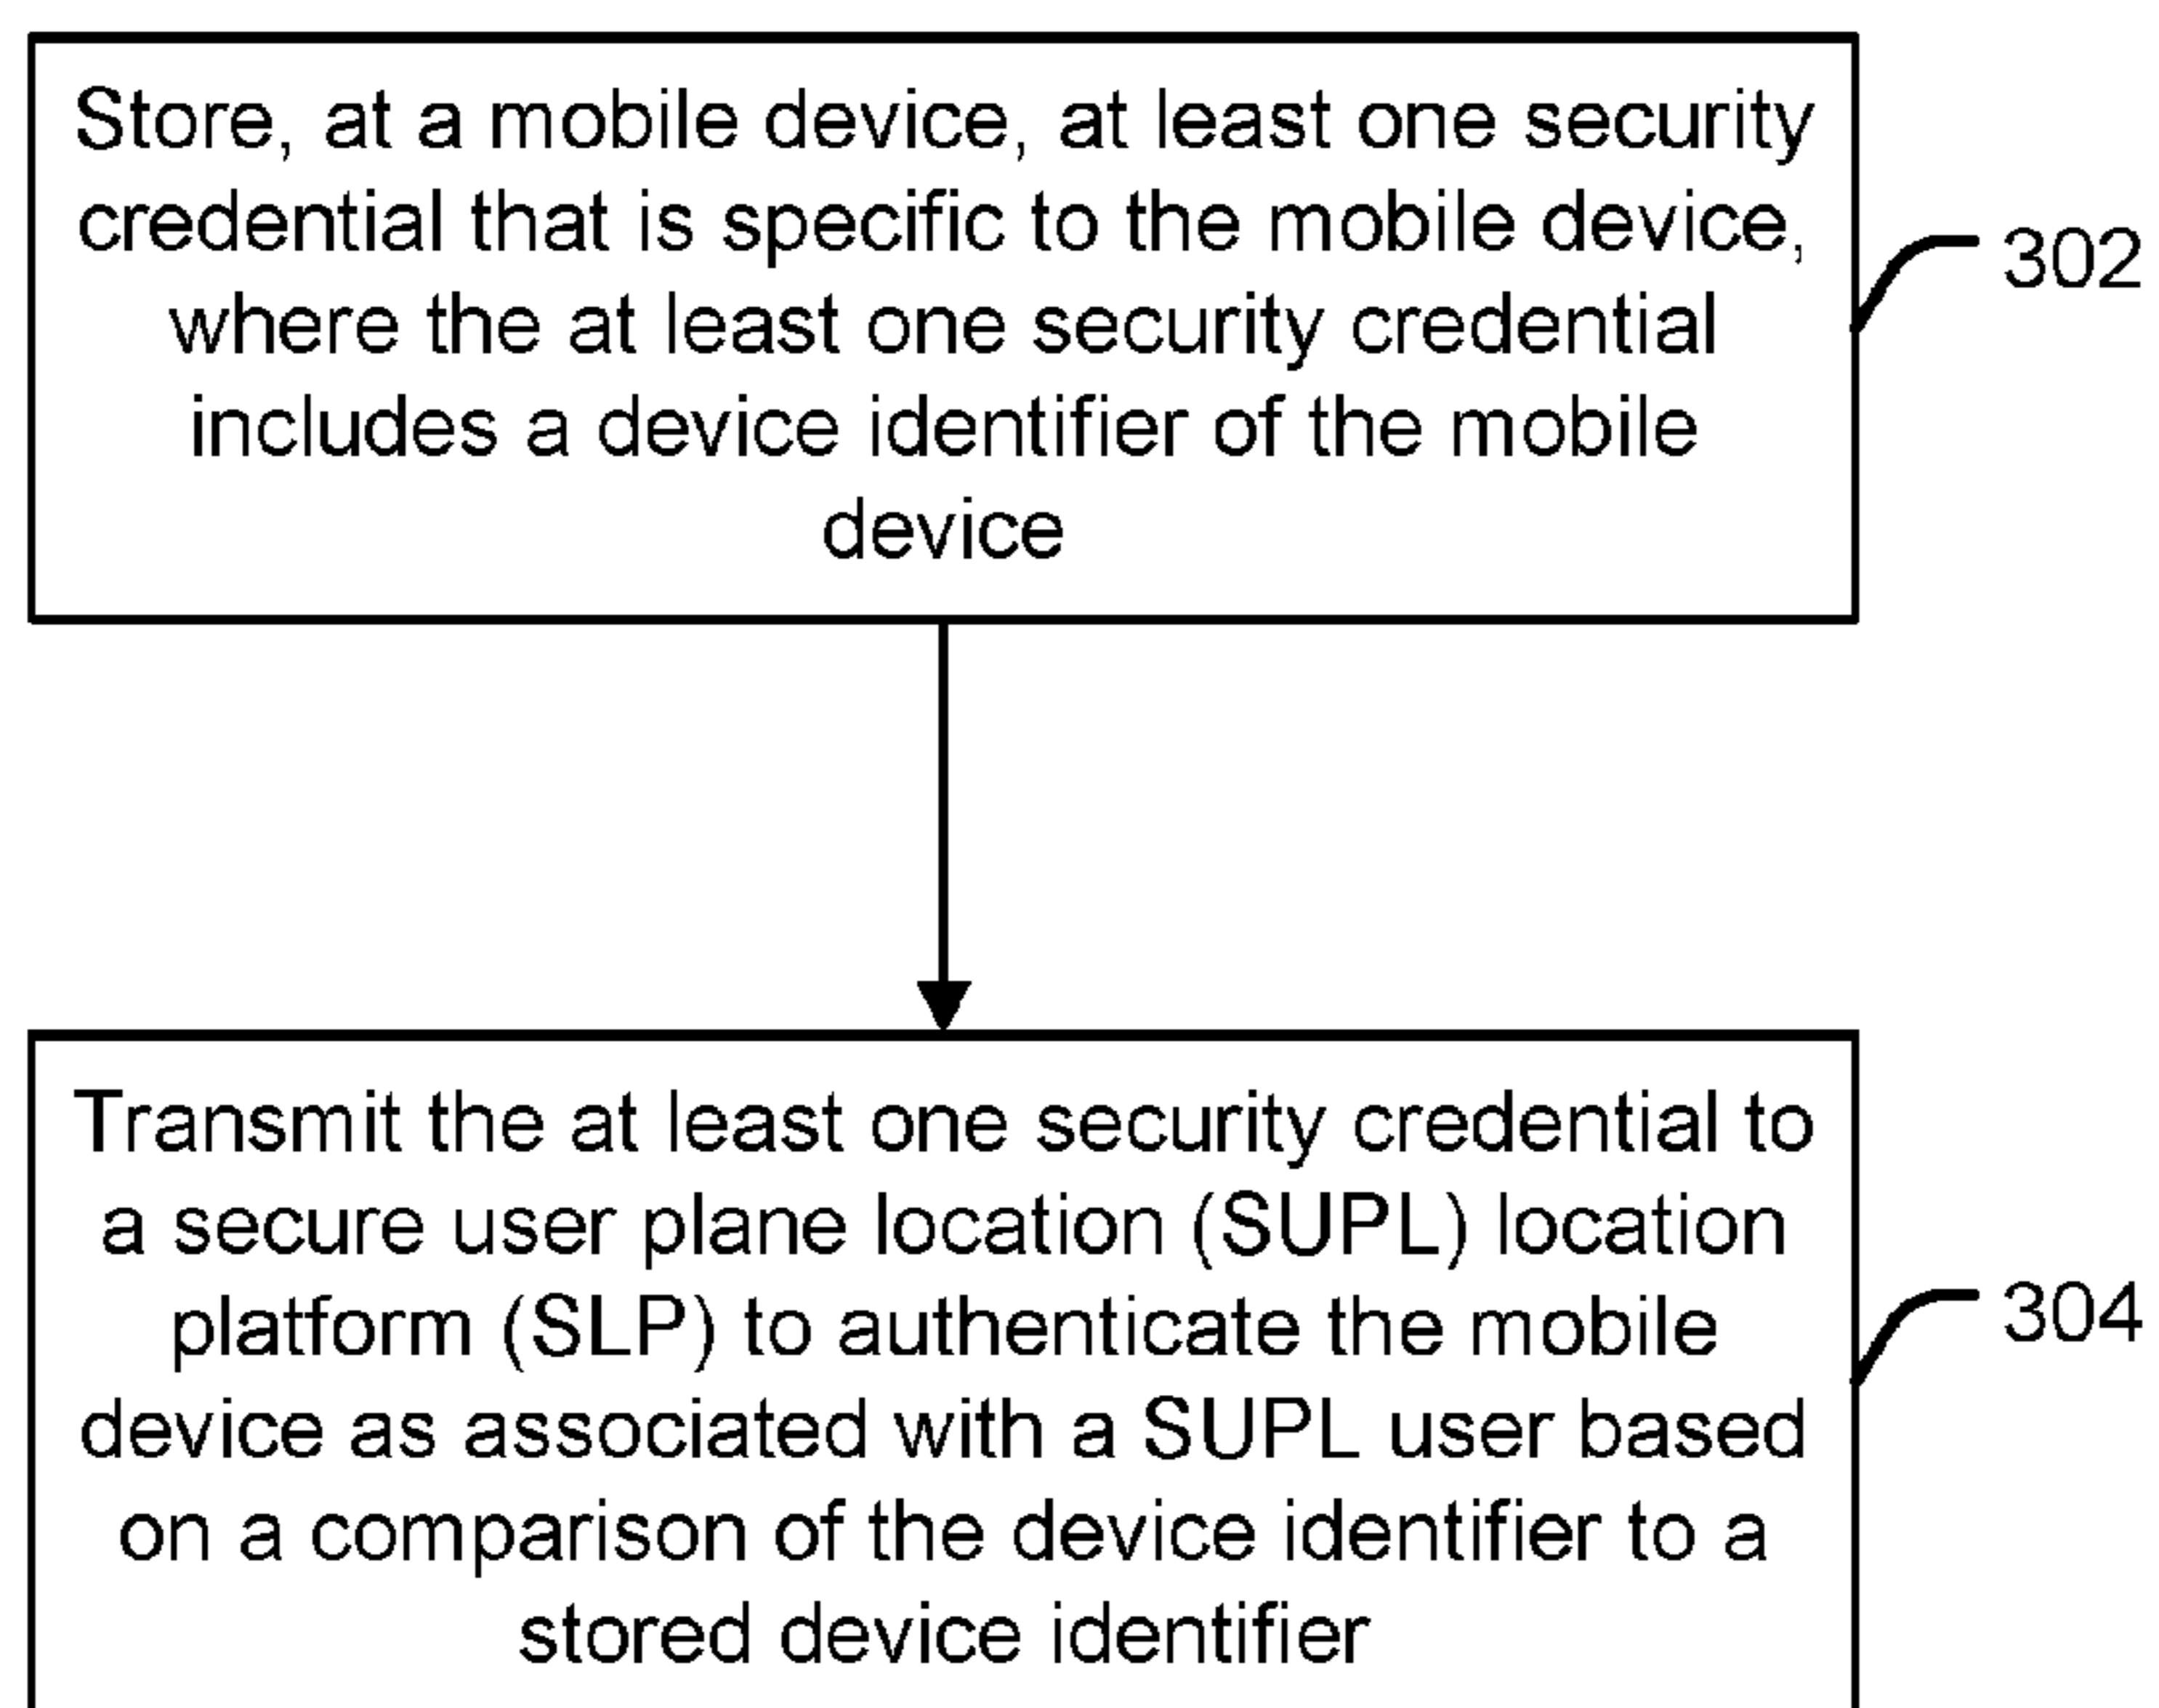 Store, at a mobile device, at least one security
credential that is specific to the mobile device,
where the at least one security credential
includes a device identifier of the mobile
device
302
Transmit the at least one security credential to
a secure user plane location (SUPL) location
platform (SLP) to authenticate the mobile
device as associated with a SUPL user based
on a comparison of the device identifier to a
stored device identifier
304